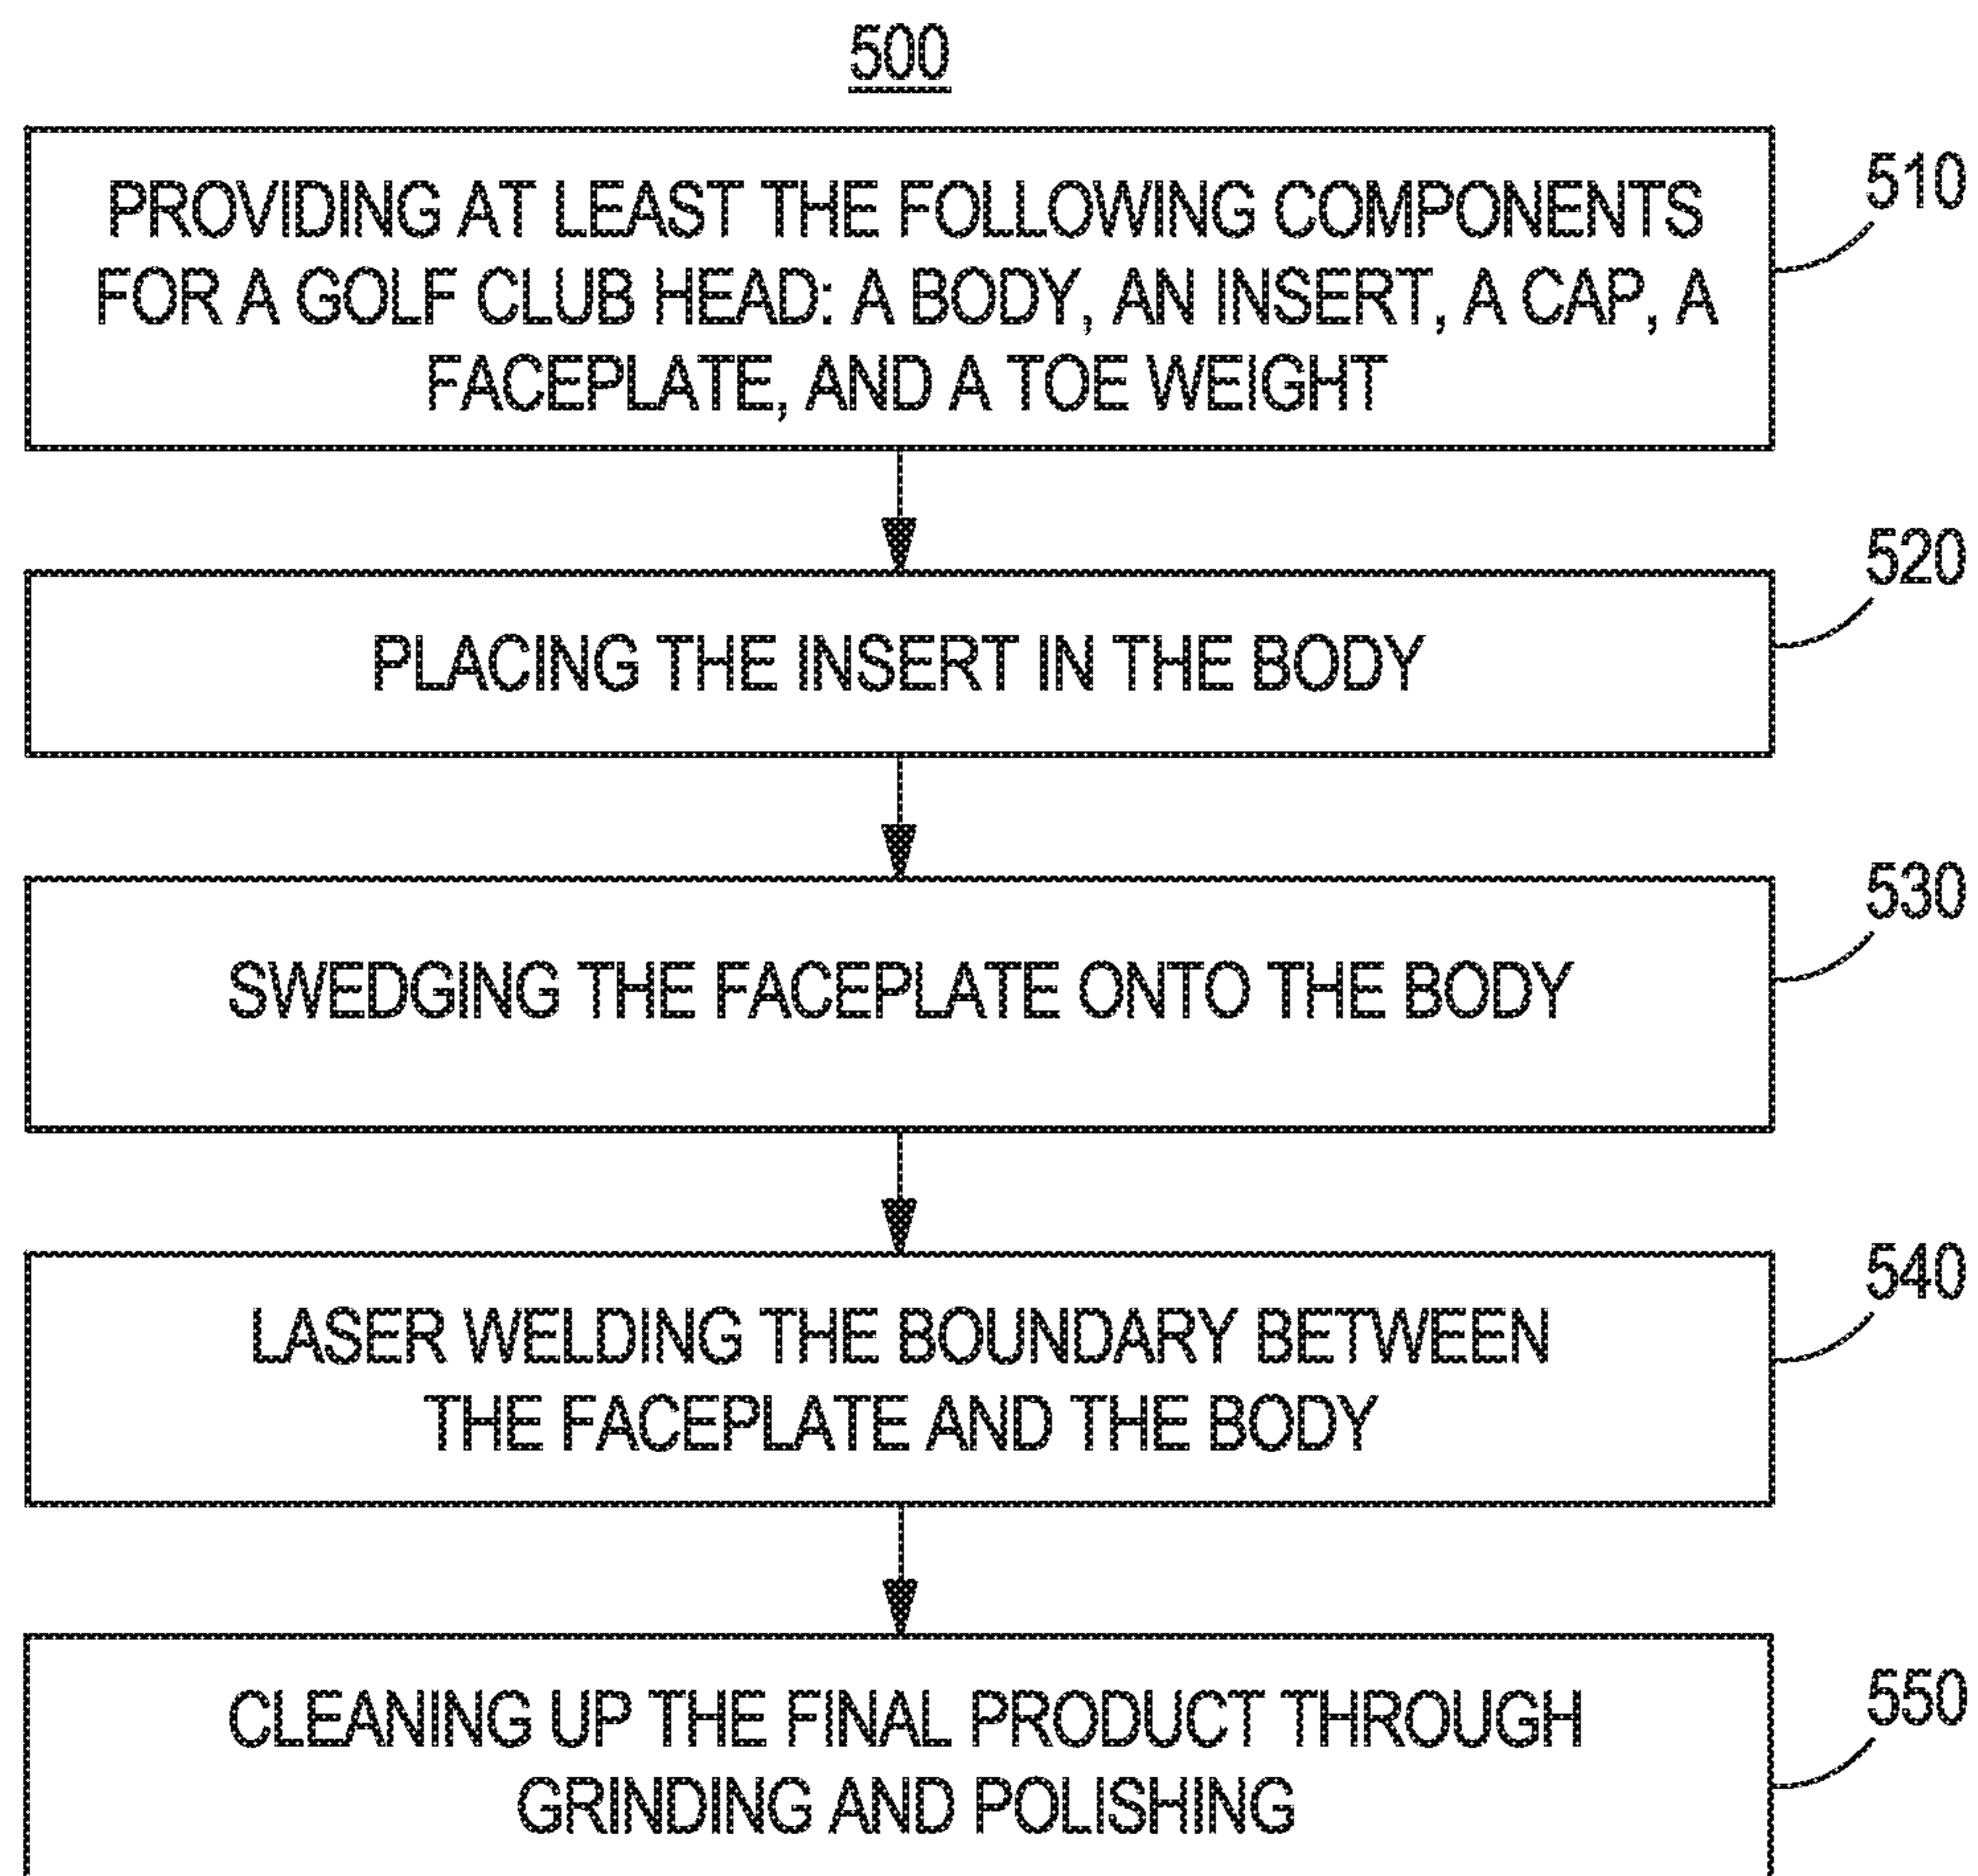 500
PROVIDING AT LEAST THE FOLLOWING COMPONENTS
FOR A GOLF CLUB HEAD: A BODY, AN INSERT, A CAP, A
FACEPLATE, AND A TOE WEIGHT
510
PLACING THE INSERT IN THE BODY
520
SWEDGING THE FACEPLATE ONTO THE BODY
530
LASER WELDING THE BOUNDARY BETWEEN
THE FACEPLATE AND THE BODY
540
CLEANING UP THE FINAL PRODUCT THROUGH
GRINDING AND POLISHING
550